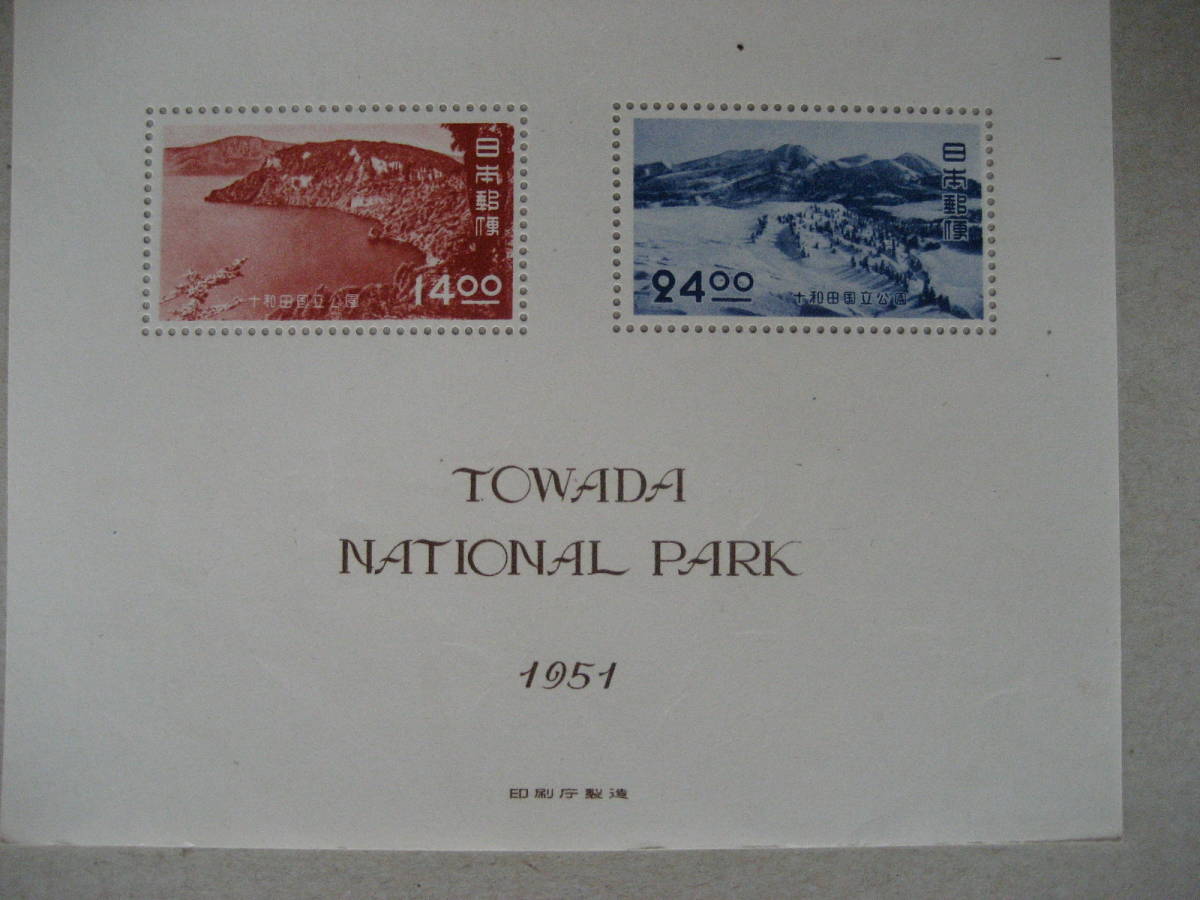 日本郵便
14.00
十和田国立公園
日本郵便
24.00
十和田国立公園
TOWADA
NATIONAL PARK
1951
印刷庁製造